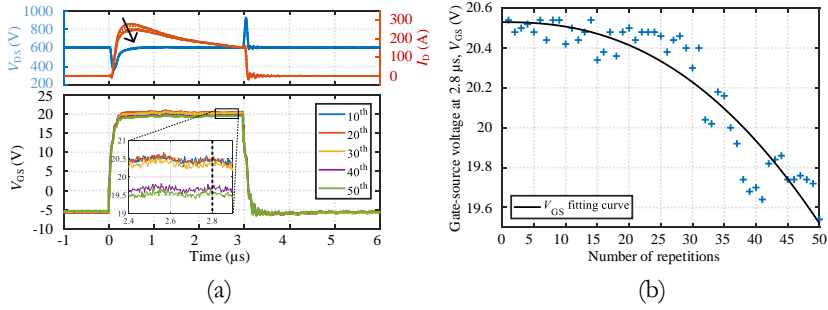 1000
800
600
400
200
V_DS (V)
300
200
100
0
I_D (A)
25
20
15
10
5
0
-5
-10
V_GS (V)
10th
20th
30th
40th
50th
21
20.5
20
19.5
19
2.4 2.6 2.8
-1 0 1 2 3 4 5 6
Time (µs)
(a)
20.6
20.4
20.2
20
19.8
19.6
Gate-source voltage at 2.8 µs, V_GS (V)
V_GS fitting curve
0 5 10 15 20 25 30 35 40 45 50
Number of repetitions
(b)